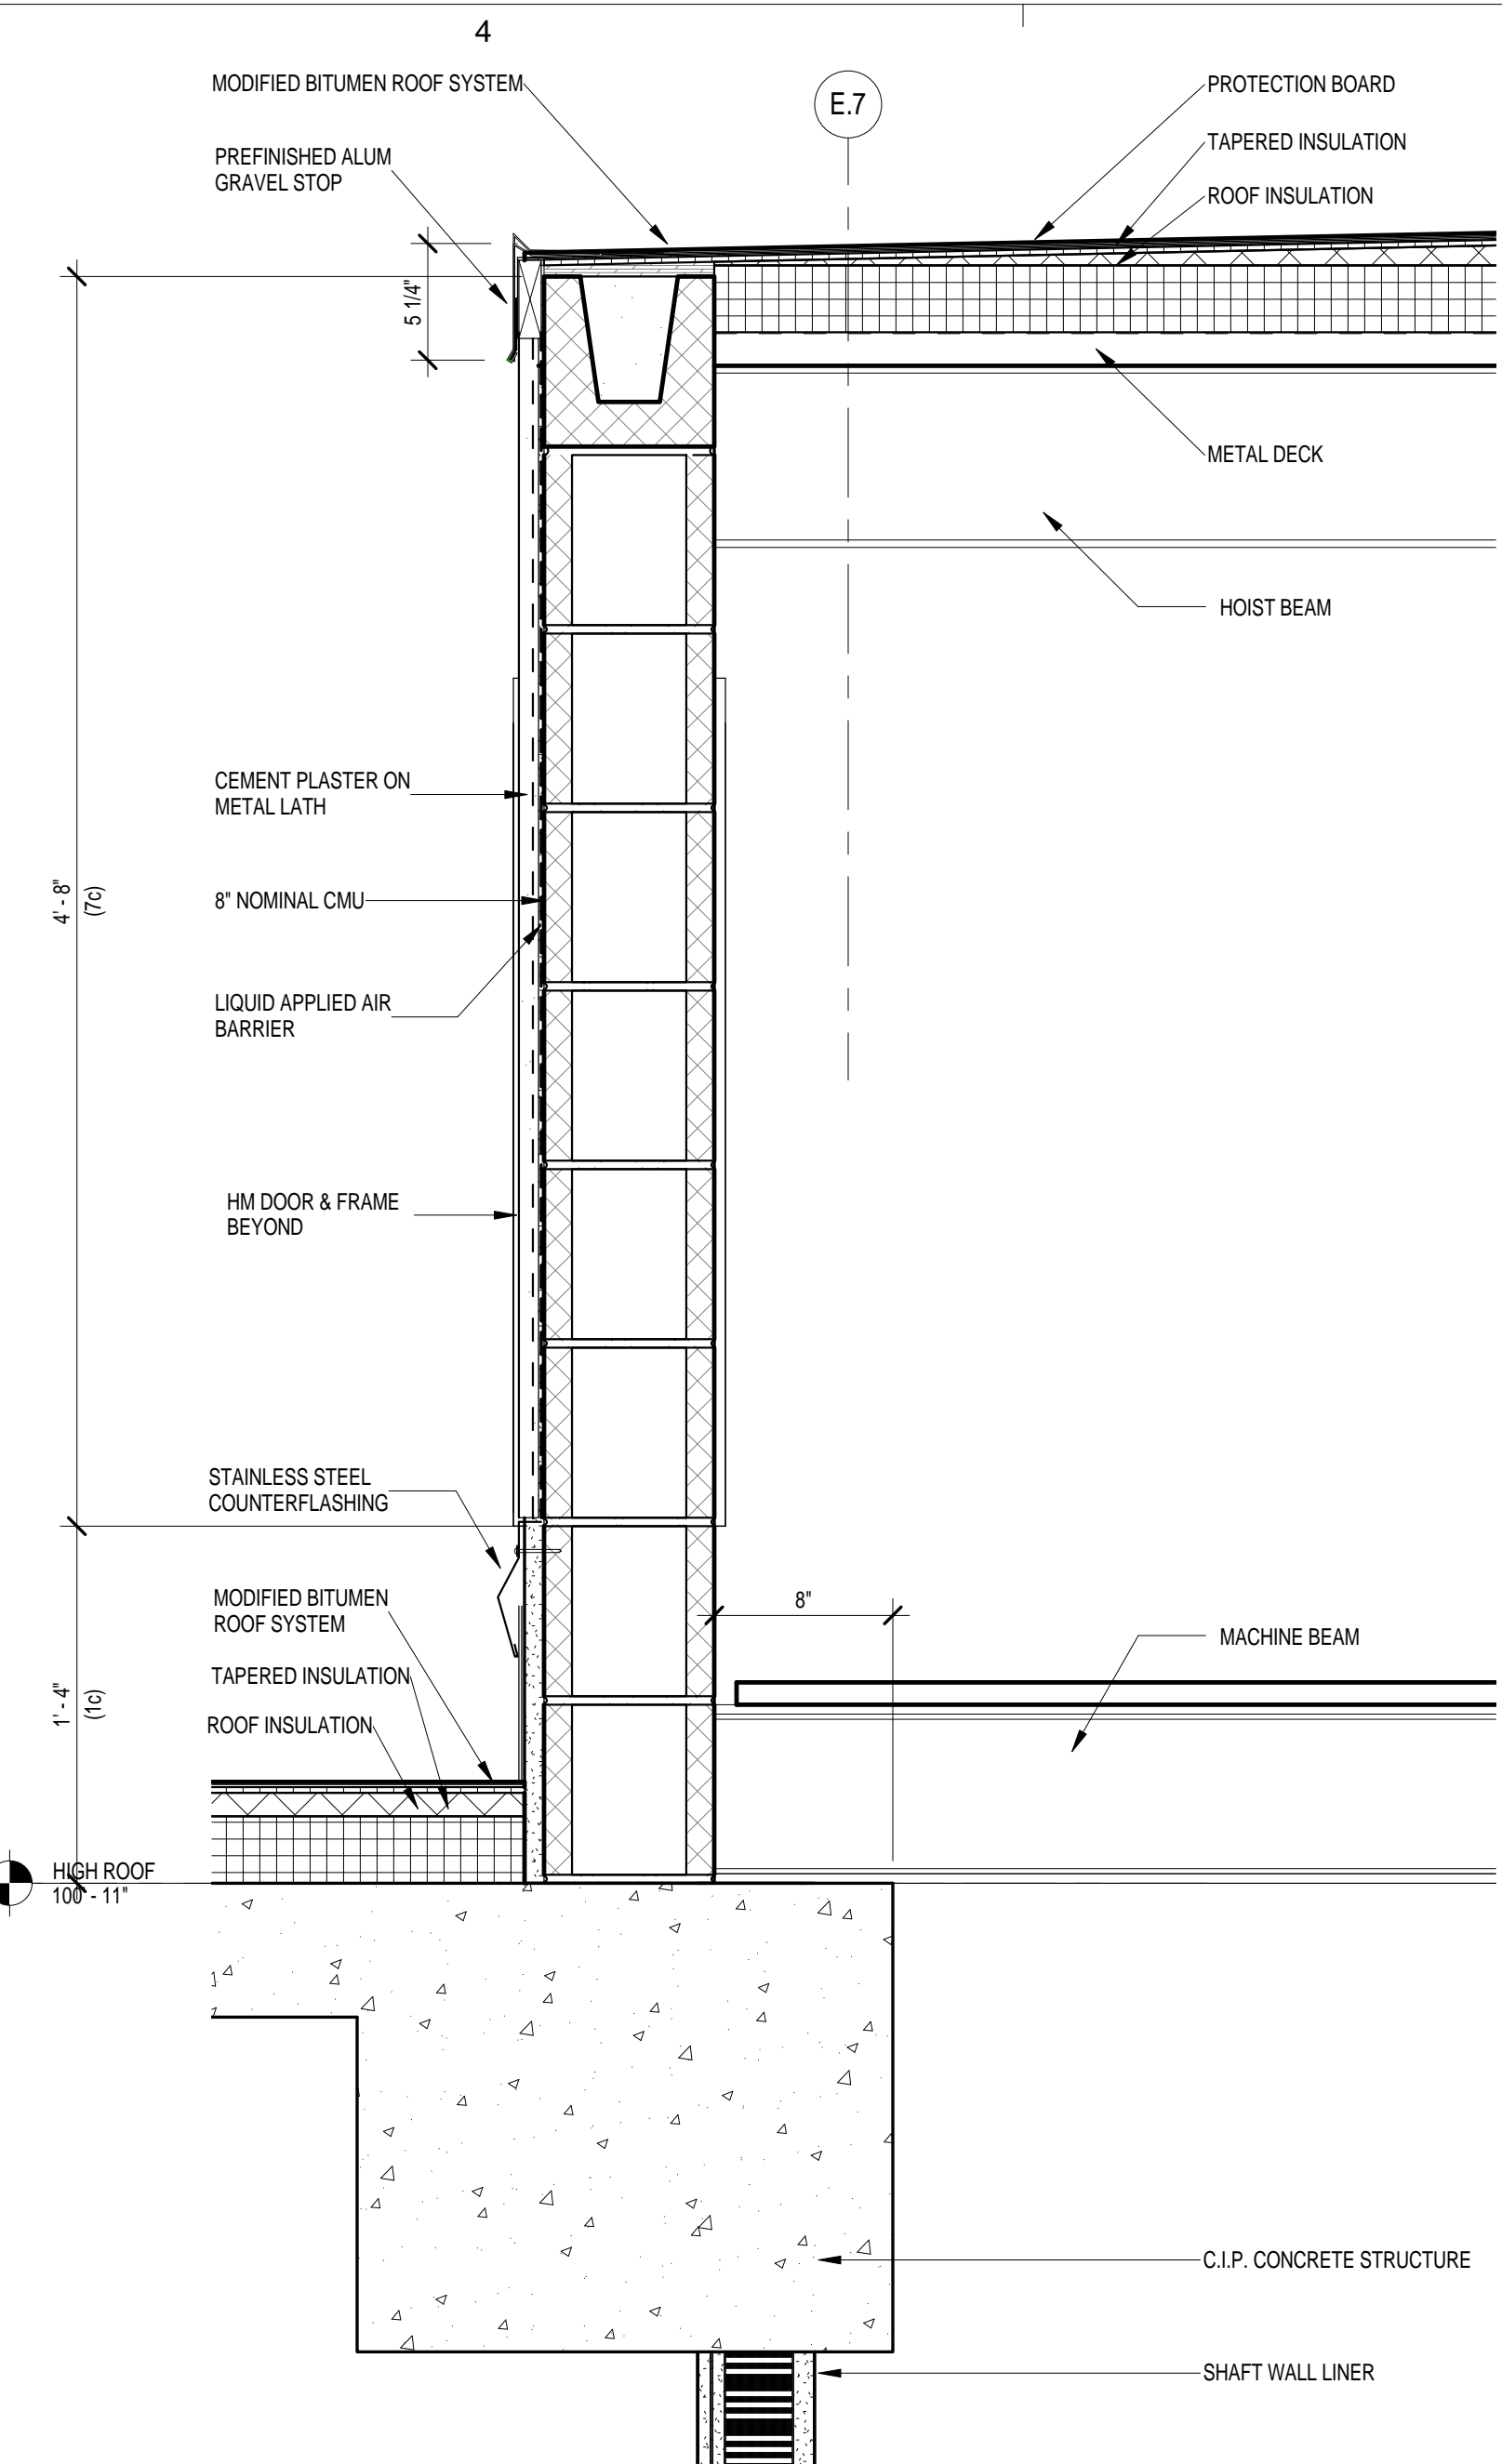 4
MODIFIED BITUMEN ROOF SYSTEM
E.7
PROTECTION BOARD
TAPERED INSULATION
ROOF INSULATION
PREFINISHED ALUM
GRAVEL STOP
5 1/4"
METAL DECK
HOIST BEAM
CEMENT PLASTER ON
METAL LATH
4' - 8"
(7c)
8" NOMINAL CMU
LIQUID APPLIED AIR
BARRIER
HM DOOR & FRAME
BEYOND
STAINLESS STEEL
COUNTERFLASHING
MODIFIED BITUMEN
ROOF SYSTEM
8"
MACHINE BEAM
TAPERED INSULATION
1' - 4"
(1c)
ROOF INSULATION
HIGH ROOF
100' - 11"
C.I.P. CONCRETE STRUCTURE
SHAFT WALL LINER